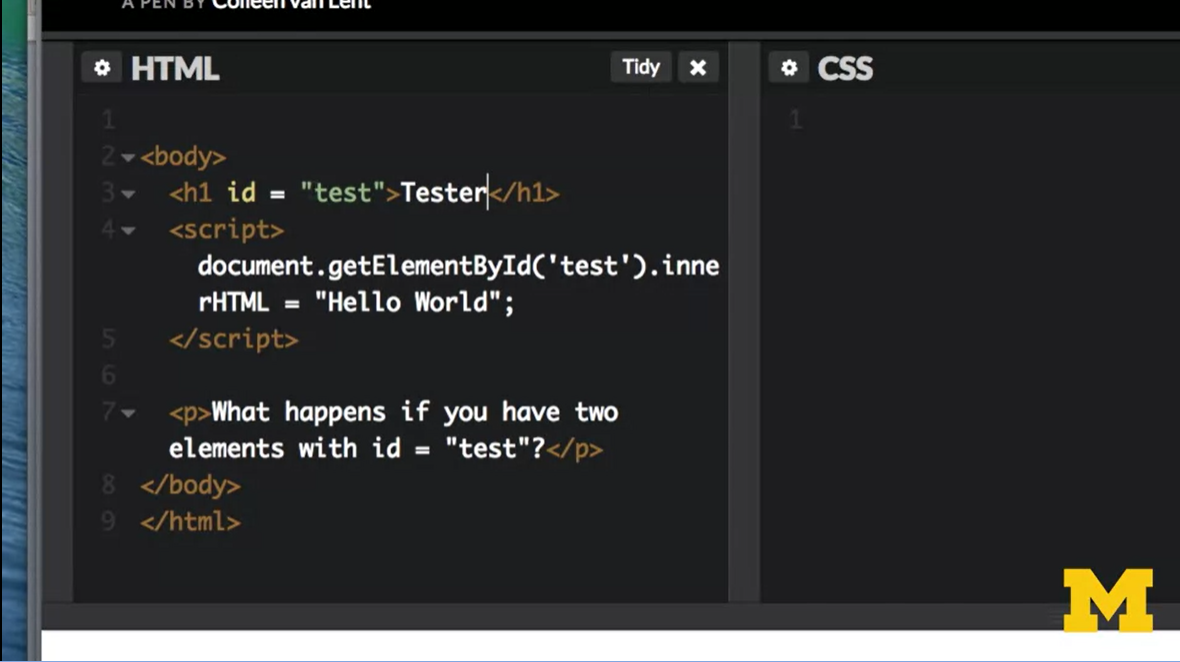 A PEN BY Colleen van Lent
HTML
Tidy
CSS
1
1
2 <body>
3 <h1 id = "test">Tester</h1>
4 <script>
document.getElementById('test').inne
rHTML = "Hello World";
5 </script>
6
7 <p>What happens if you have two
elements with id = "test"?</p>
8 </body>
9 </html>
M